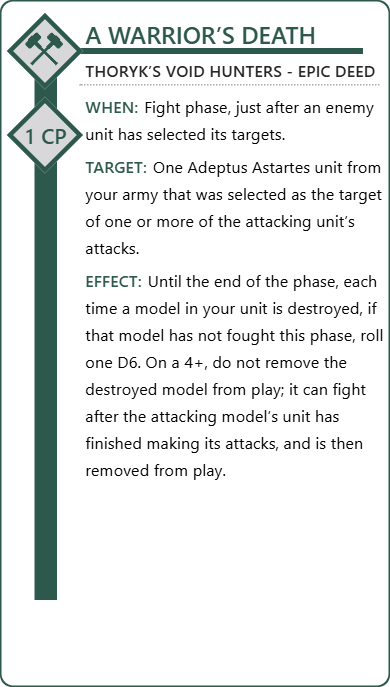 A WARRIOR'S DEATH
THORYK'S VOID HUNTERS - EPIC DEED
WHEN: Fight phase, just after an enemy
unit has selected its targets.
1 CP
TARGET: One Adeptus Astartes unit from
your army that was selected as the target
of one or more of the attacking unit's
attacks.
EFFECT: Until the end of the phase, each
time a model in your unit is destroyed, if
that model has not fought this phase, roll
one D6. On a 4+, do not remove the
destroyed model from play; it can fight
after the attacking model's unit has
finished making its attacks, and is then
removed from play.